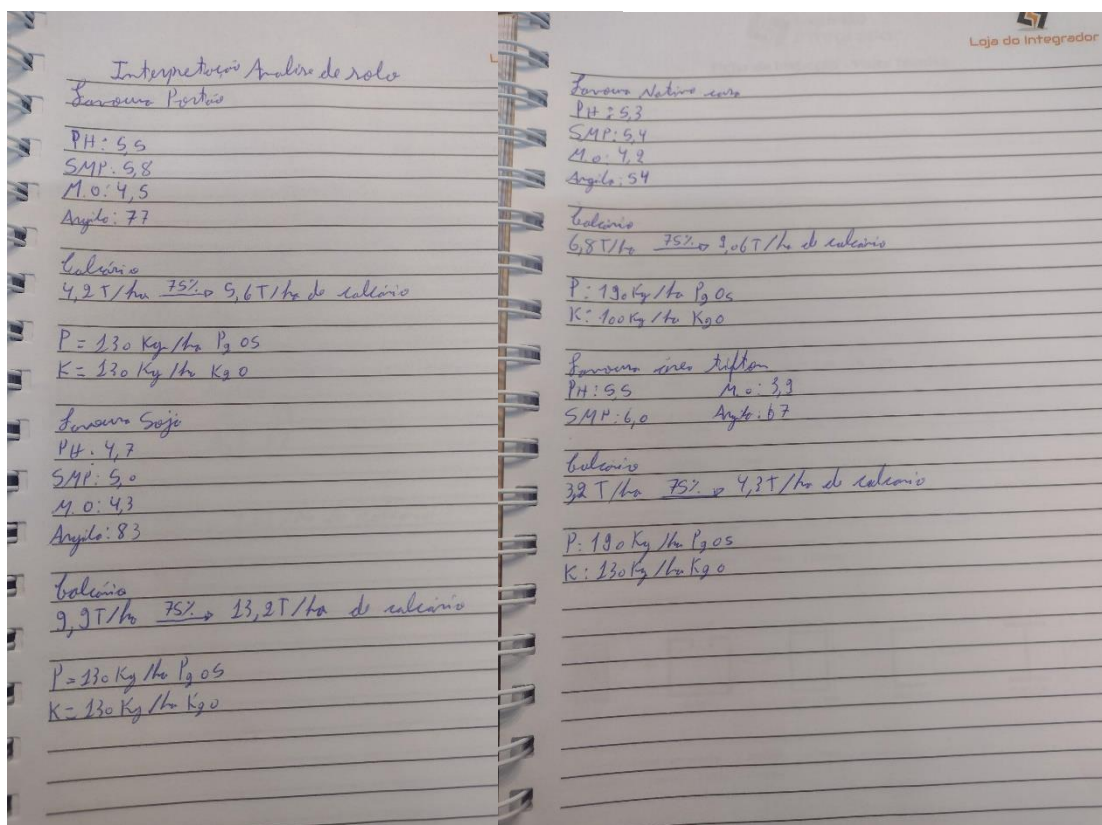 Interpretação Analise de solo
Lavoura Portão
PH: 5,5
SMP: 5,8
M.O: 4,5
Argila: 77
Calcário
4,2 T/ha 75% → 5,6 T/ha de calcário
P = 130 Kg/ha P2O5
K = 130 Kg/ha K2O
Lavoura Soja
PH: 4,7
SMP: 5,0
M.O: 4,3
Argila: 83
Calcário
9,9 T/ha 75% → 13,2 T/ha de calcário
P = 130 Kg/ha P2O5
K = 130 Kg/ha K2O
Loja do Integrador
Lavoura Nativo casa
PH: 5,3
SMP: 5,4
M.O: 4,2
Argila: 54
Calcário
6,8 T/ha 75% → 9,06 T/ha de calcário
P: 190 Kg/ha P2O5
K: 100 Kg/ha K2O
Lavoura área tifton
PH: 5,5 M.O: 3,9
SMP: 6,0 Argila: 67
Calcário
3,2 T/ha 75% → 4,3 T/ha de calcário
P: 190 Kg/ha P2O5
K: 130 Kg/ha K2O